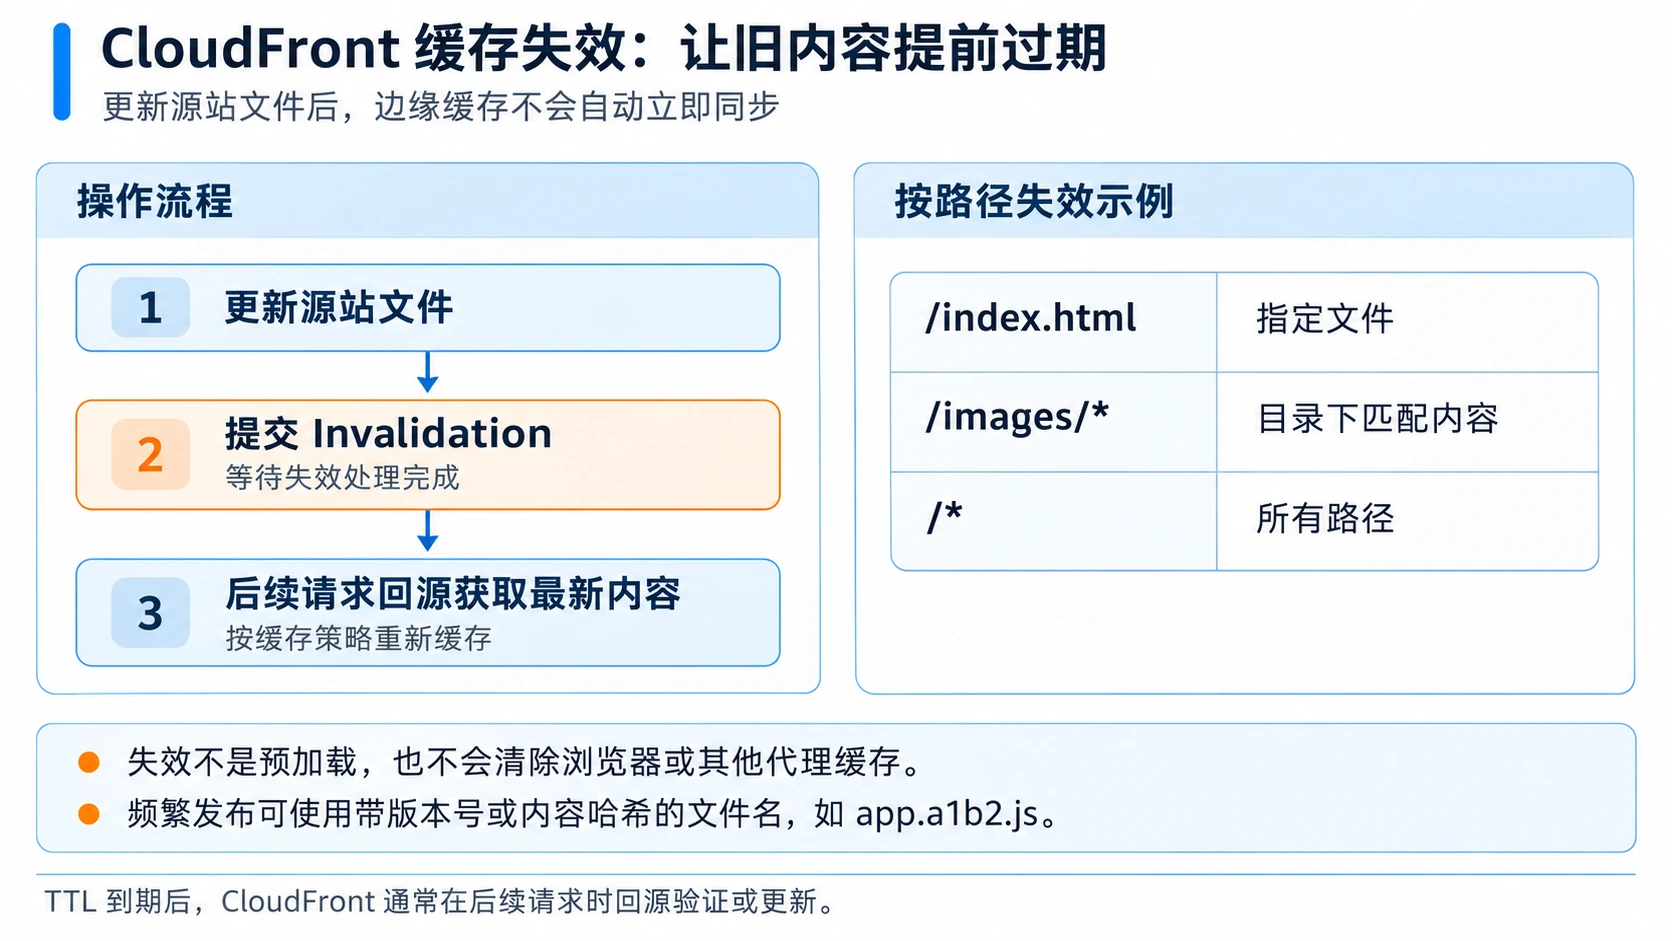 CloudFront 缓存失效：让旧内容提前过期
更新源站文件后，边缘缓存不会自动立即同步
操作流程
1 更新源站文件
2 提交 Invalidation
等待失效处理完成
3 后续请求回源获取最新内容
按缓存策略重新缓存
按路径失效示例
/index.html 指定文件
/images/* 目录下匹配内容
/* 所有路径
失效不是预加载，也不会清除浏览器或其他代理缓存。
频繁发布可使用带版本号或内容哈希的文件名，如 app.a1b2.js。
TTL 到期后，CloudFront 通常在后续请求时回源验证或更新。